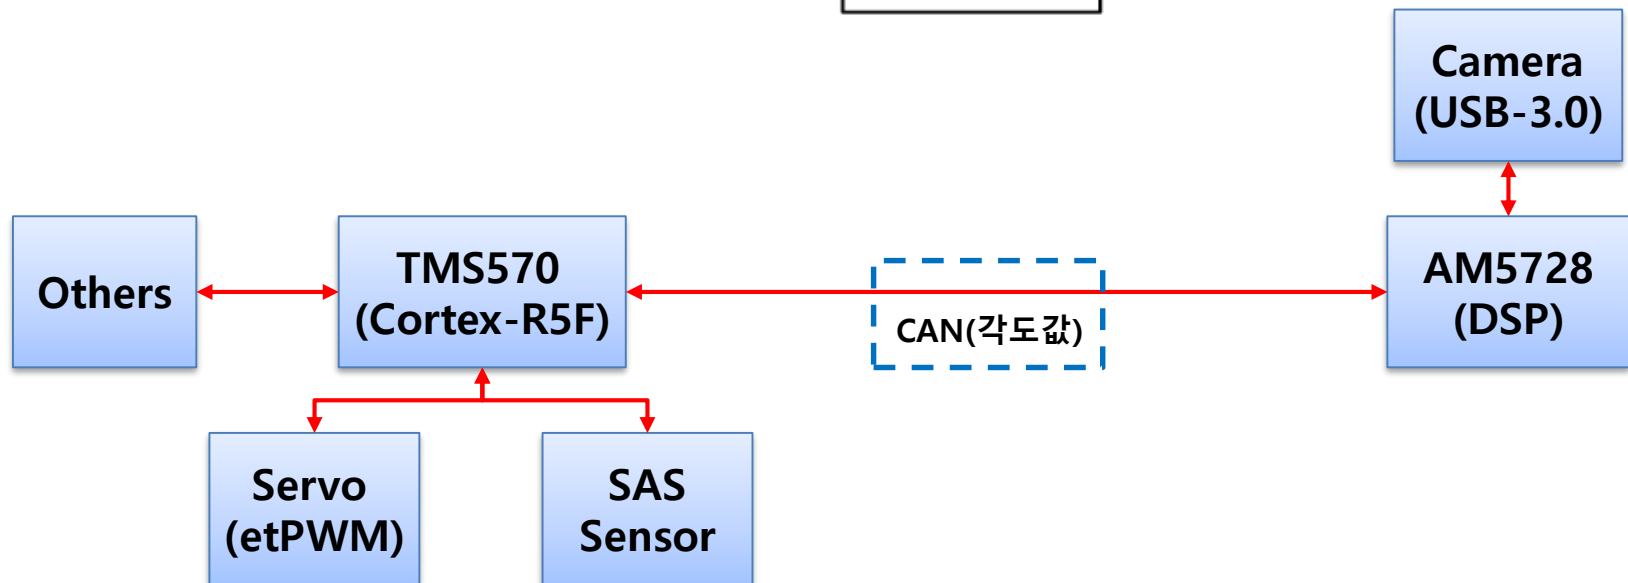 Camera
(USB-3.0)
Others
TMS570
(Cortex-R5F)
CAN(각도값)
AM5728
(DSP)
Servo
(etPWM)
SAS
Sensor